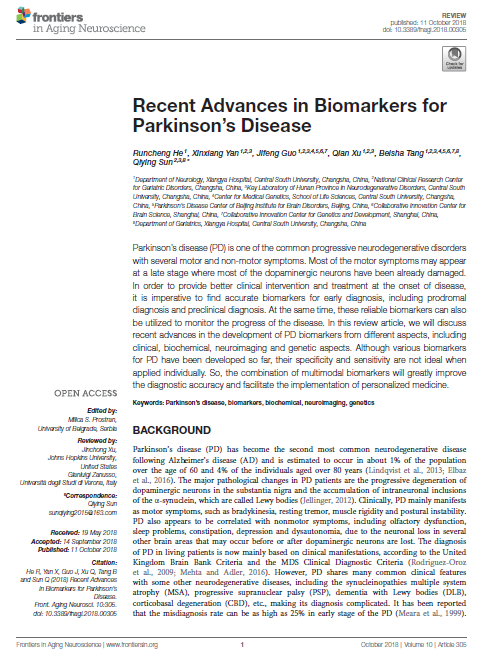 frontiers
in Aging Neuroscience
REVIEW
published: 11 October 2018
doi: 10.3389/fnagi.2018.00305
Check for
updates
Recent Advances in Biomarkers for
Parkinson's Disease
Runcheng He1, Xinxiang Yan1,2,3, Jifeng Guo1,2,3,4,5,6,7, Qian Xu1,2,3, Beisha Tang1,2,3,4,5,6,7,8,
Qiying Sun2,3,8*
1Department of Neurology, Xiangya Hospital, Central South University, Changsha, China, 2National Clinical Research Center
for Geriatric Disorders, Changsha, China, 3Key Laboratory of Hunan Province in Neurodegenerative Disorders, Central South
University, Changsha, China, 4Center for Medical Genetics, School of Life Sciences, Central South University, Changsha,
China, 5Parkinson's Disease Center of Beijing Institute for Brain Disorders, Beijing, China, 6Collaborative Innovation Center for
Brain Science, Shanghai, China, 7Collaborative Innovation Center for Genetics and Development, Shanghai, China,
8Department of Geriatrics, Xiangya Hospital, Central South University, Changsha, China
Parkinson's disease (PD) is one of the common progressive neurodegenerative disorders
with several motor and non-motor symptoms. Most of the motor symptoms may appear
at a late stage where most of the dopaminergic neurons have been already damaged.
In order to provide better clinical intervention and treatment at the onset of disease,
it is imperative to find accurate biomarkers for early diagnosis, including prodromal
diagnosis and preclinical diagnosis. At the same time, these reliable biomarkers can also
be utilized to monitor the progress of the disease. In this review article, we will discuss
recent advances in the development of PD biomarkers from different aspects, including
clinical, biochemical, neuroimaging and genetic aspects. Although various biomarkers
for PD have been developed so far, their specificity and sensitivity are not ideal when
applied individually. So, the combination of multimodal biomarkers will greatly improve
the diagnostic accuracy and facilitate the implementation of personalized medicine.
Keywords: Parkinson's disease, biomarkers, biochemical, neuroimaging, genetics
OPEN ACCESS
Edited by:
Milica S. Prostran,
University of Belgrade, Serbia
Reviewed by:
Jinchong Xu,
Johns Hopkins University,
United States
Gianluigi Zanusso,
Università degli Studi di Verona, Italy
*Correspondence:
Qiying Sun
sunqiying2015@163.com
Received: 19 May 2018
Accepted: 14 September 2018
Published: 11 October 2018
Citation:
He R, Yan X, Guo J, Xu Q, Tang B
and Sun Q (2018) Recent Advances
in Biomarkers for Parkinson's
Disease.
Front. Aging Neurosci. 10:305.
doi: 10.3389/fnagi.2018.00305
BACKGROUND
Parkinson's disease (PD) has become the second most common neurodegenerative disease
following Alzheimer's disease (AD) and is estimated to occur in about 1% of the population
over the age of 60 and 4% of the individuals aged over 80 years (Lindqvist et al., 2013; Elbaz
et al., 2016). The major pathological changes in PD patients are the progressive degeneration of
dopaminergic neurons in the substantia nigra and the accumulation of intraneuronal inclusions
of the α-synuclein, which are called Lewy bodies (Jellinger, 2012). Clinically, PD mainly manifests
as motor symptoms, such as bradykinesia, resting tremor, muscle rigidity and postural instability.
PD also appears to be correlated with nonmotor symptoms, including olfactory dysfunction,
sleep problems, constipation, depression and dysautonomia, due to the neuronal loss in several
other brain areas that may occur before or after dopaminergic neurons are lost. The diagnosis
of PD in living patients is now mainly based on clinical manifestations, according to the United
Kingdom Brain Bank Criteria and the MDS Clinical Diagnostic Criteria (Rodriguez-Oroz
et al., 2009; Mehta and Adler, 2016). However, PD shares many common clinical features
with some other neurodegenerative diseases, including the synucleinopathies multiple system
atrophy (MSA), progressive supranuclear palsy (PSP), dementia with Lewy bodies (DLB),
corticobasal degeneration (CBD), etc., making its diagnosis complicated. It has been reported
that the misdiagnosis rate can be as high as 25% in early stage of the PD (Meara et al., 1999).
Frontiers in Aging Neuroscience | www.frontiersin.org
1
October 2018 | Volume 10 | Article 305